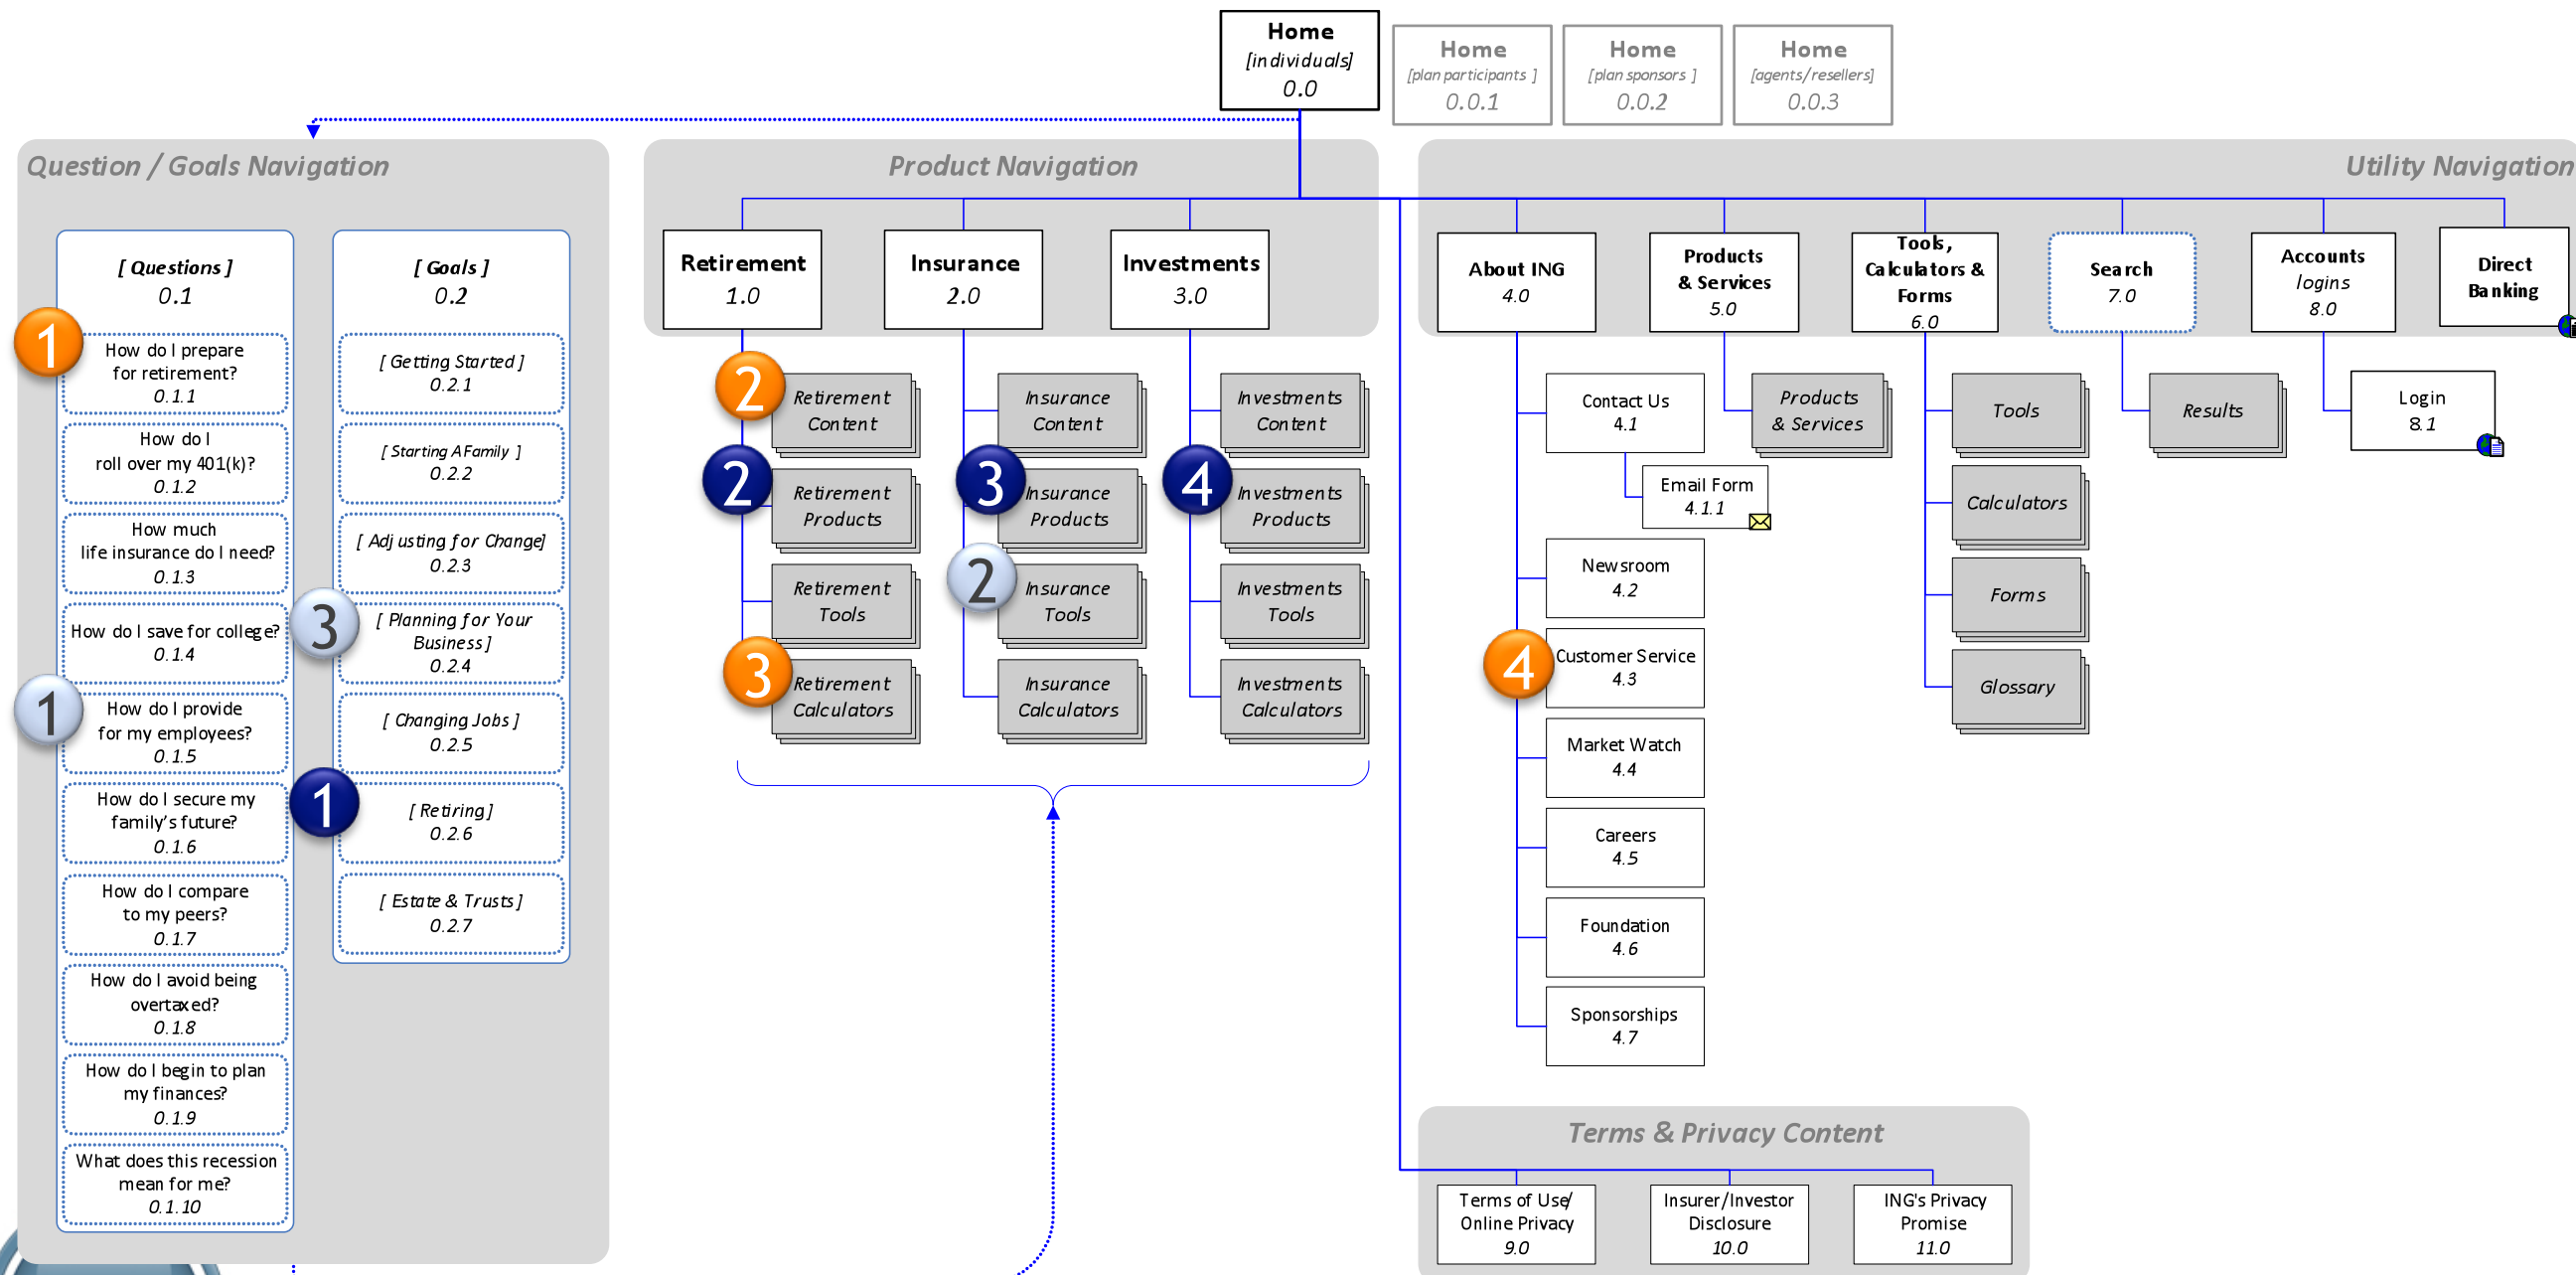 Home
[individuals]
0.0
Home
[plan participants ]
0.0.1
Home
[plan sponsors ]
0.0.2
Home
[agents/resellers]
0.0.3
Question / Goals Navigation
[ Questions ]
0.1
1
How do I prepare
for retirement?
0.1.1
How do I
roll over my 401(k)?
0.1.2
How much
life insurance do I need?
0.1.3
How do I save for college?
0.1.4
1
How do I provide
for my employees?
0.1.5
How do I secure my
family's future?
0.1.6
How do I compare
to my peers?
0.1.7
How do I avoid being
overtaxed?
0.1.8
How do I begin to plan
my finances?
0.1.9
What does this recession
mean for me?
0.1.10
[ Goals ]
0.2
[ Getting Started ]
0.2.1
[ Starting A Family ]
0.2.2
[ Adjusting for Change]
0.2.3
3
[ Planning for Your
Business ]
0.2.4
[ Changing Jobs ]
0.2.5
1
[ Retiring ]
0.2.6
[ Estate & Trusts ]
0.2.7
Product Navigation
Retirement
1.0
2
Retirement
Content
2
Retirement
Products
Retirement
Tools
3
Retirement
Calculators
Insurance
2.0
Insurance
Content
3
Insurance
Products
2
Insurance
Tools
Insurance
Calculators
Investments
3.0
Investments
Content
4
Investments
Products
Investments
Tools
Investments
Calculators
Utility Navigation
About ING
4.0
Contact Us
4.1
Email Form
4.1.1
Newsroom
4.2
4
Customer Service
4.3
Market Watch
4.4
Careers
4.5
Foundation
4.6
Sponsorships
4.7
Products
& Services
5.0
Products
& Services
Tools,
Calculators &
Forms
6.0
Tools
Calculators
Forms
Glossary
Search
7.0
Results
Accounts
logins
8.0
Login
8.1
Direct
Banking
Terms & Privacy Content
Terms of Use/
Online Privacy
9.0
Insurer/Investor
Disclosure
10.0
ING's Privacy
Promise
11.0